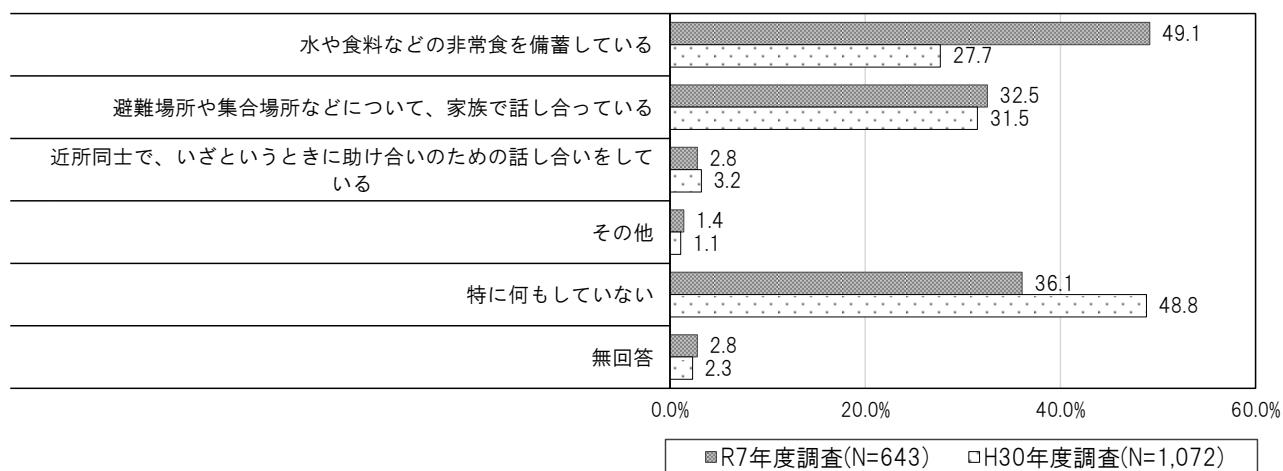 水や食料などの非常食を備蓄している
49.1
27.7
避難場所や集合場所などについて、家族で話し合っている
32.5
31.5
近所同士で、いざというときに助け合いのための話し合いをして
いる
2.8
3.2
その他
1.4
1.1
特に何もしていない
36.1
48.8
無回答
2.8
2.3
0.0% 20.0% 40.0% 60.0%
R7年度調査(N=643) H30年度調査(N=1,072)